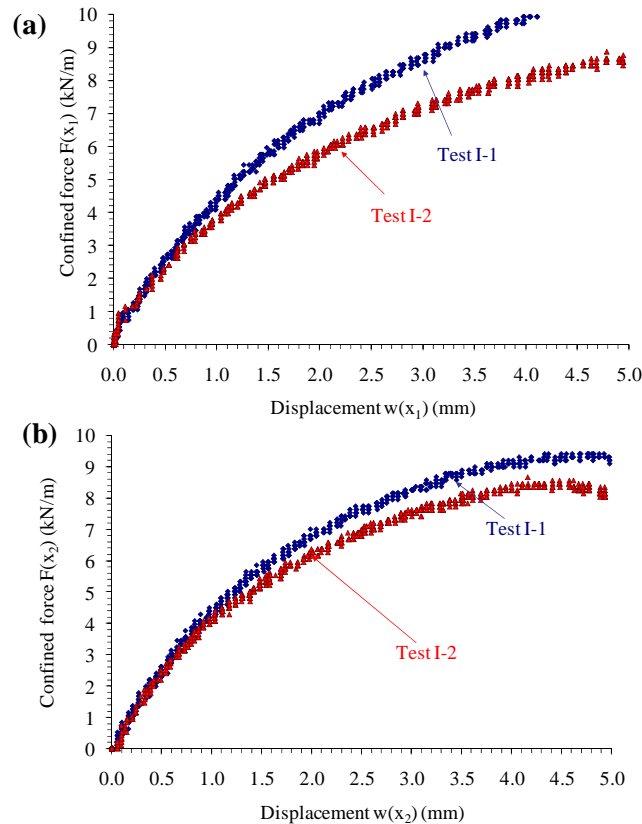 (a)
10
9
8
7
6
5
4
3
2
1
0
Confined force F(x₁) (kN/m)
Test I-1
Test I-2
0.0 0.5 1.0 1.5 2.0 2.5 3.0 3.5 4.0 4.5 5.0
Displacement w(x₁) (mm)
(b)
10
9
8
7
6
5
4
3
2
1
0
Confined force F(x₂) (kN/m)
Test I-1
Test I-2
0.0 0.5 1.0 1.5 2.0 2.5 3.0 3.5 4.0 4.5 5.0
Displacement w(x₂) (mm)